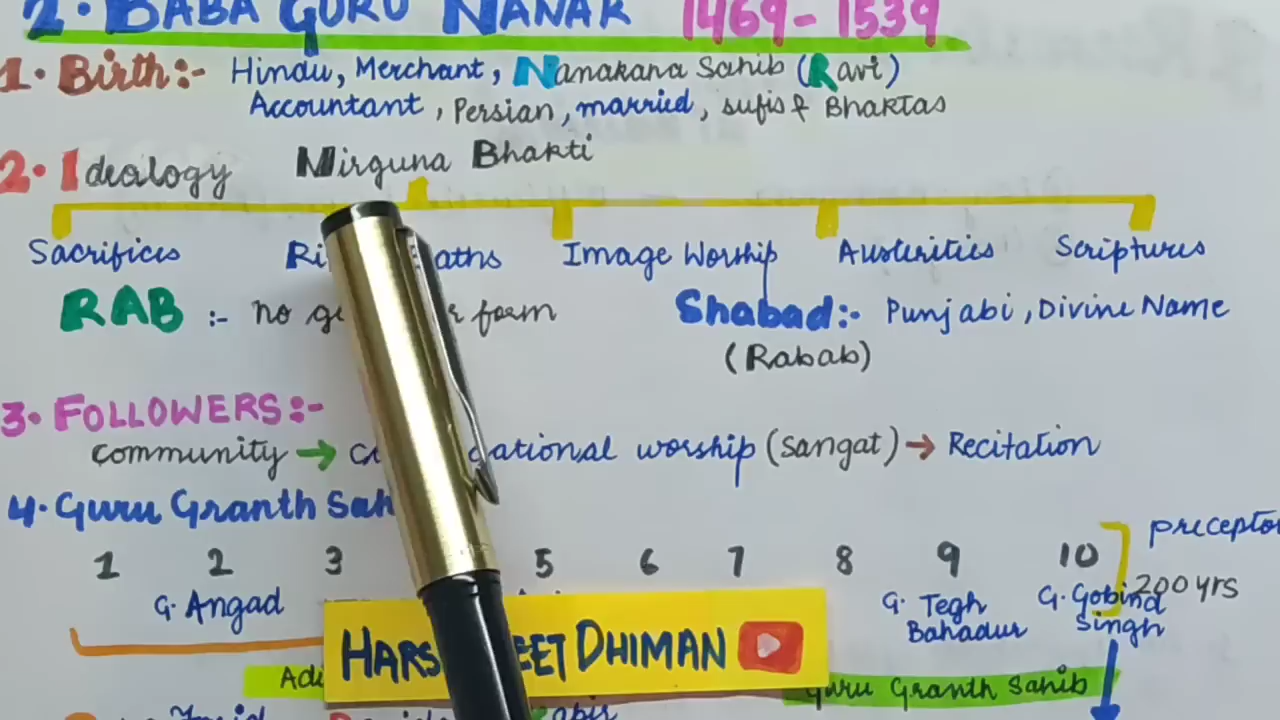 2. BABA GURU NANAK 1469-1539
1. Birth:- Hindu, Merchant, Nanakana Sahib (Ravi)
Accountant, Persian, married, sufis & Bhaktas
2. Idealogy Nirguna Bhakti
Sacrifices Image Worship Austerities Scriptures
RAB :- no form Shabad:- Punjabi, Divine Name
(Rabab)
3. FOLLOWERS:-
community → worship (sangat) → Recitation
4. Guru Granth
1 2 3 5 6 7 8 9 10 preceptor
200 yrs
G. Angad G. Tegh Bahadur G. Gobind Singh
DHIMAN
Guru Granth Sahib